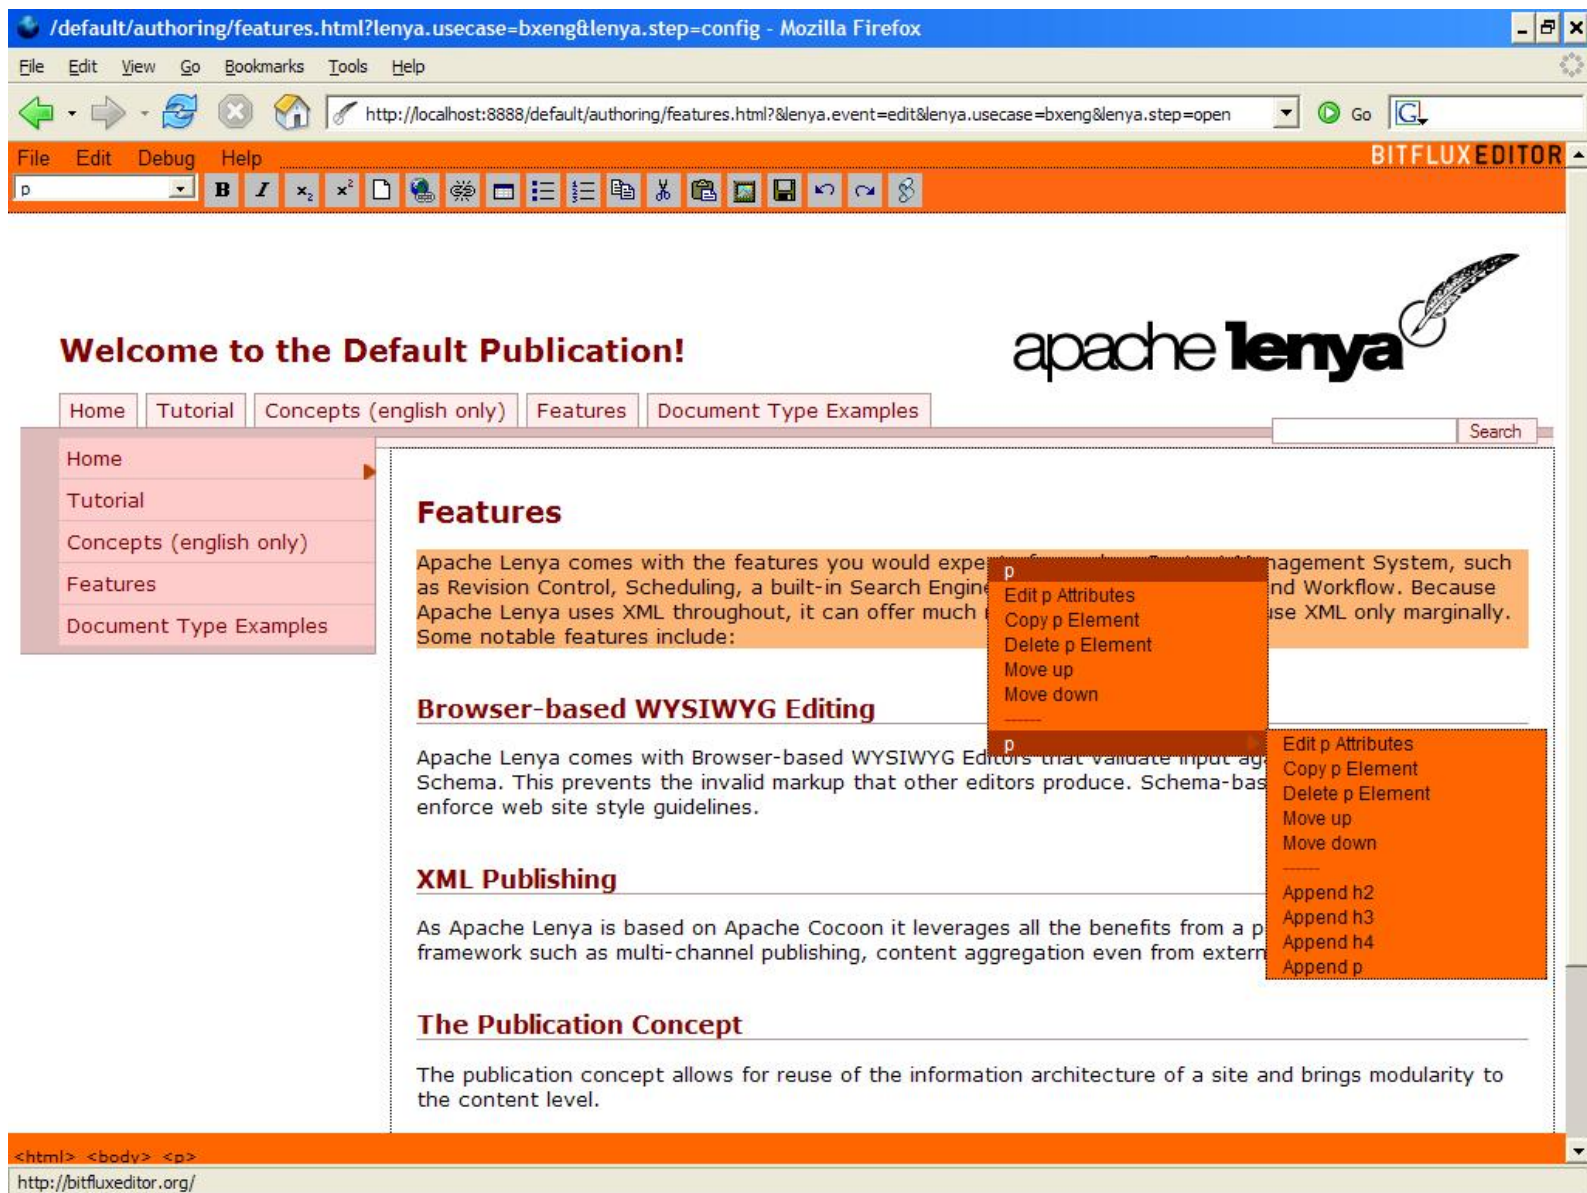 /default/authoring/features.html?lenya.usecase=bxeng&lenya.step=config - Mozilla Firefox
File Edit View Go Bookmarks Tools Help
http://localhost:8888/default/authoring/features.html?&lenya.event=edit&lenya.usecase=bxeng&lenya.step=open Go G
File Edit Debug Help BITFLUXEDITOR
p B I x₂ x²
apache lenya
Welcome to the Default Publication!
Home Tutorial Concepts (english only) Features Document Type Examples
Search
Home
Tutorial
Concepts (english only)
Features
Document Type Examples
Features
Apache Lenya comes with the features you would expe nagement System, such
as Revision Control, Scheduling, a built-in Search Engin nd Workflow. Because
Apache Lenya uses XML throughout, it can offer much use XML only marginally.
Some notable features include:
p
Edit p Attributes
Copy p Element
Delete p Element
Move up
Move down
------
p
Edit p Attributes
Copy p Element
Delete p Element
Move up
Move down
------
Append h2
Append h3
Append h4
Append p
Browser-based WYSIWYG Editing
Apache Lenya comes with Browser-based WYSIWYG Editors that validate input ag
Schema. This prevents the invalid markup that other editors produce. Schema-bas
enforce web site style guidelines.
XML Publishing
As Apache Lenya is based on Apache Cocoon it leverages all the benefits from a p
framework such as multi-channel publishing, content aggregation even from extern
The Publication Concept
The publication concept allows for reuse of the information architecture of a site and brings modularity to
the content level.
<html> <body> <p>
http://bitfluxeditor.org/